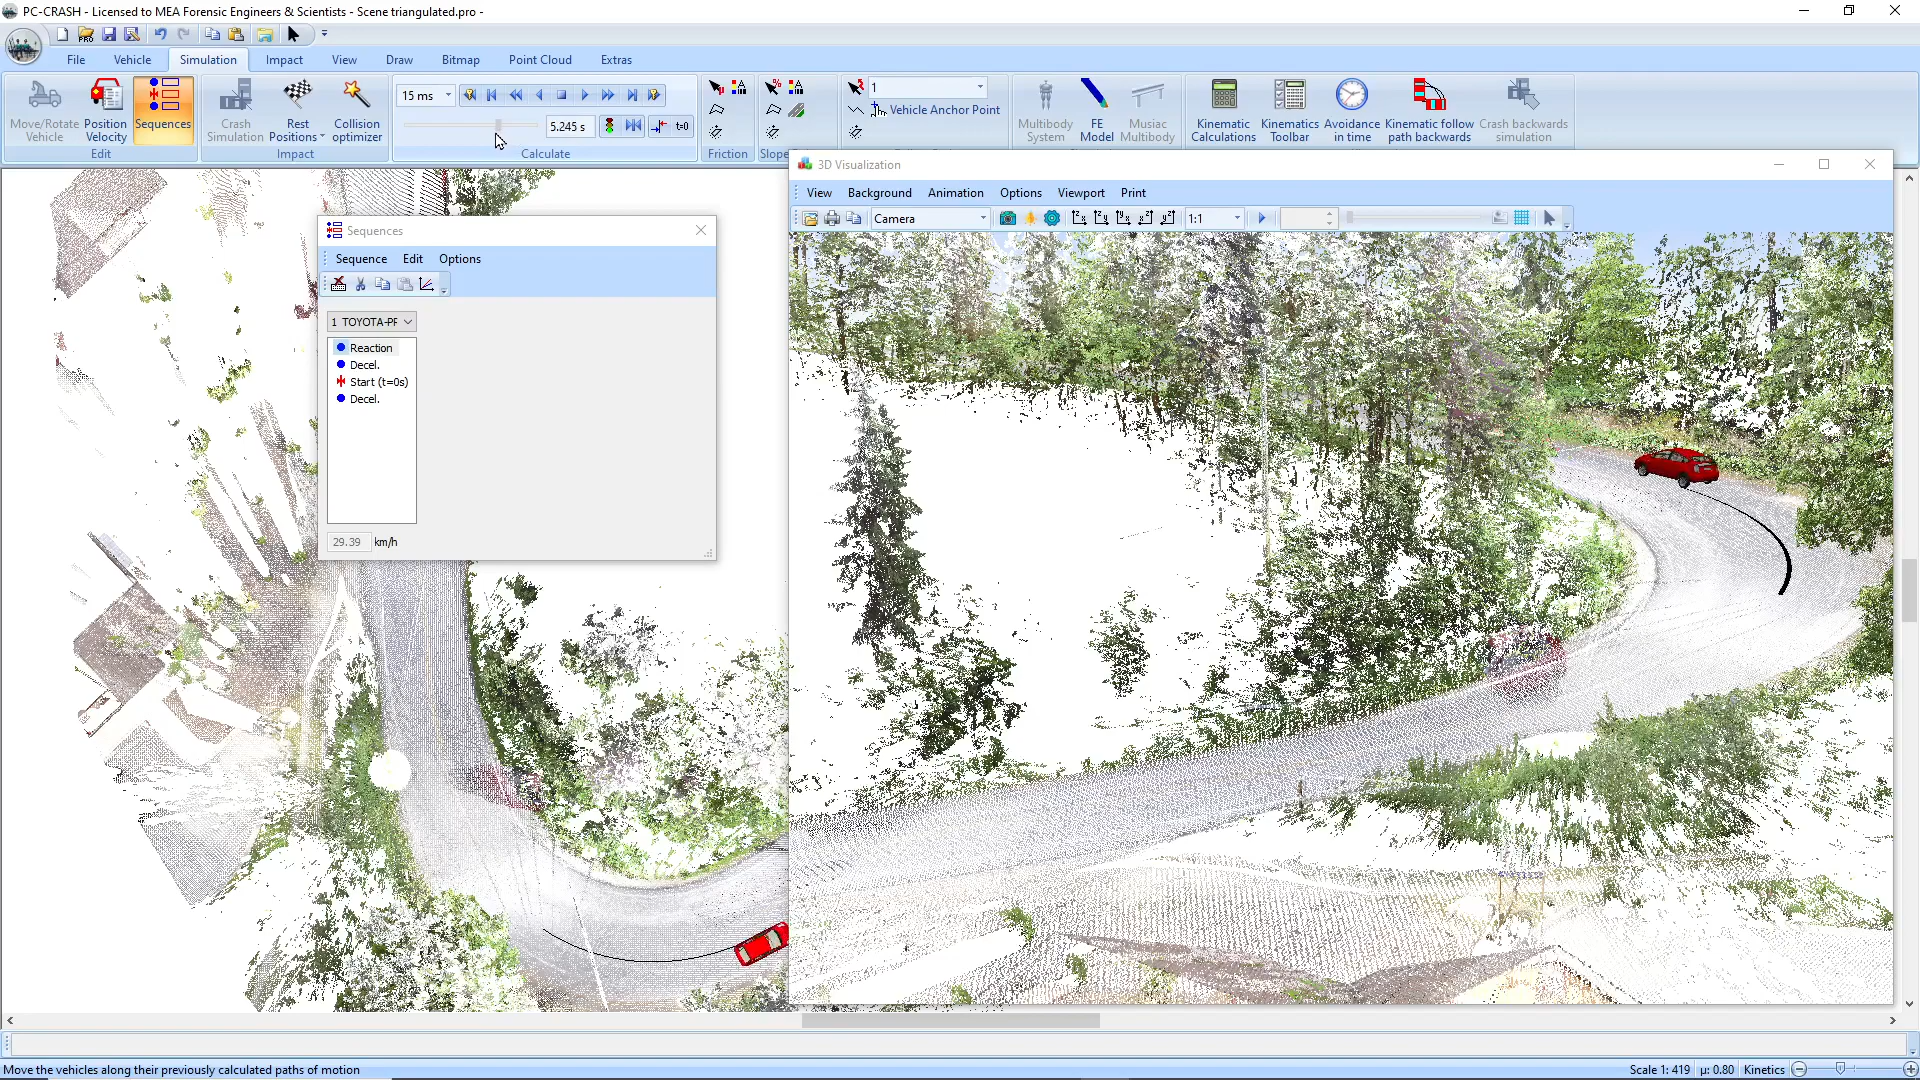 PC-CRASH - Licensed to MEA Forensic Engineers & Scientists - Scene triangulated.pro -
File Vehicle Simulation Impact View Draw Bitmap Point Cloud Extras
Move/Rotate Vehicle
Position Velocity
Sequences
Edit
Crash Simulation
Rest Positions
Collision optimizer
Impact
15 ms
5.245 s
t=0
Calculate
Friction
Slope
1
Vehicle Anchor Point
Multibody System
FE Model
Musiac Multibody
Kinematic Calculations
Kinematics Toolbar
Avoidance in time
Kinematic follow path backwards
Crash backwards simulation
3D Visualization
View Background Animation Options Viewport Print
Camera
1:1
Sequences
Sequence Edit Options
1 TOYOTA-PF
Reaction
Decel.
Start (t=0s)
Decel.
29.39 km/h
Move the vehicles along their previously calculated paths of motion
Scale 1: 419 µ: 0.80 Kinetics